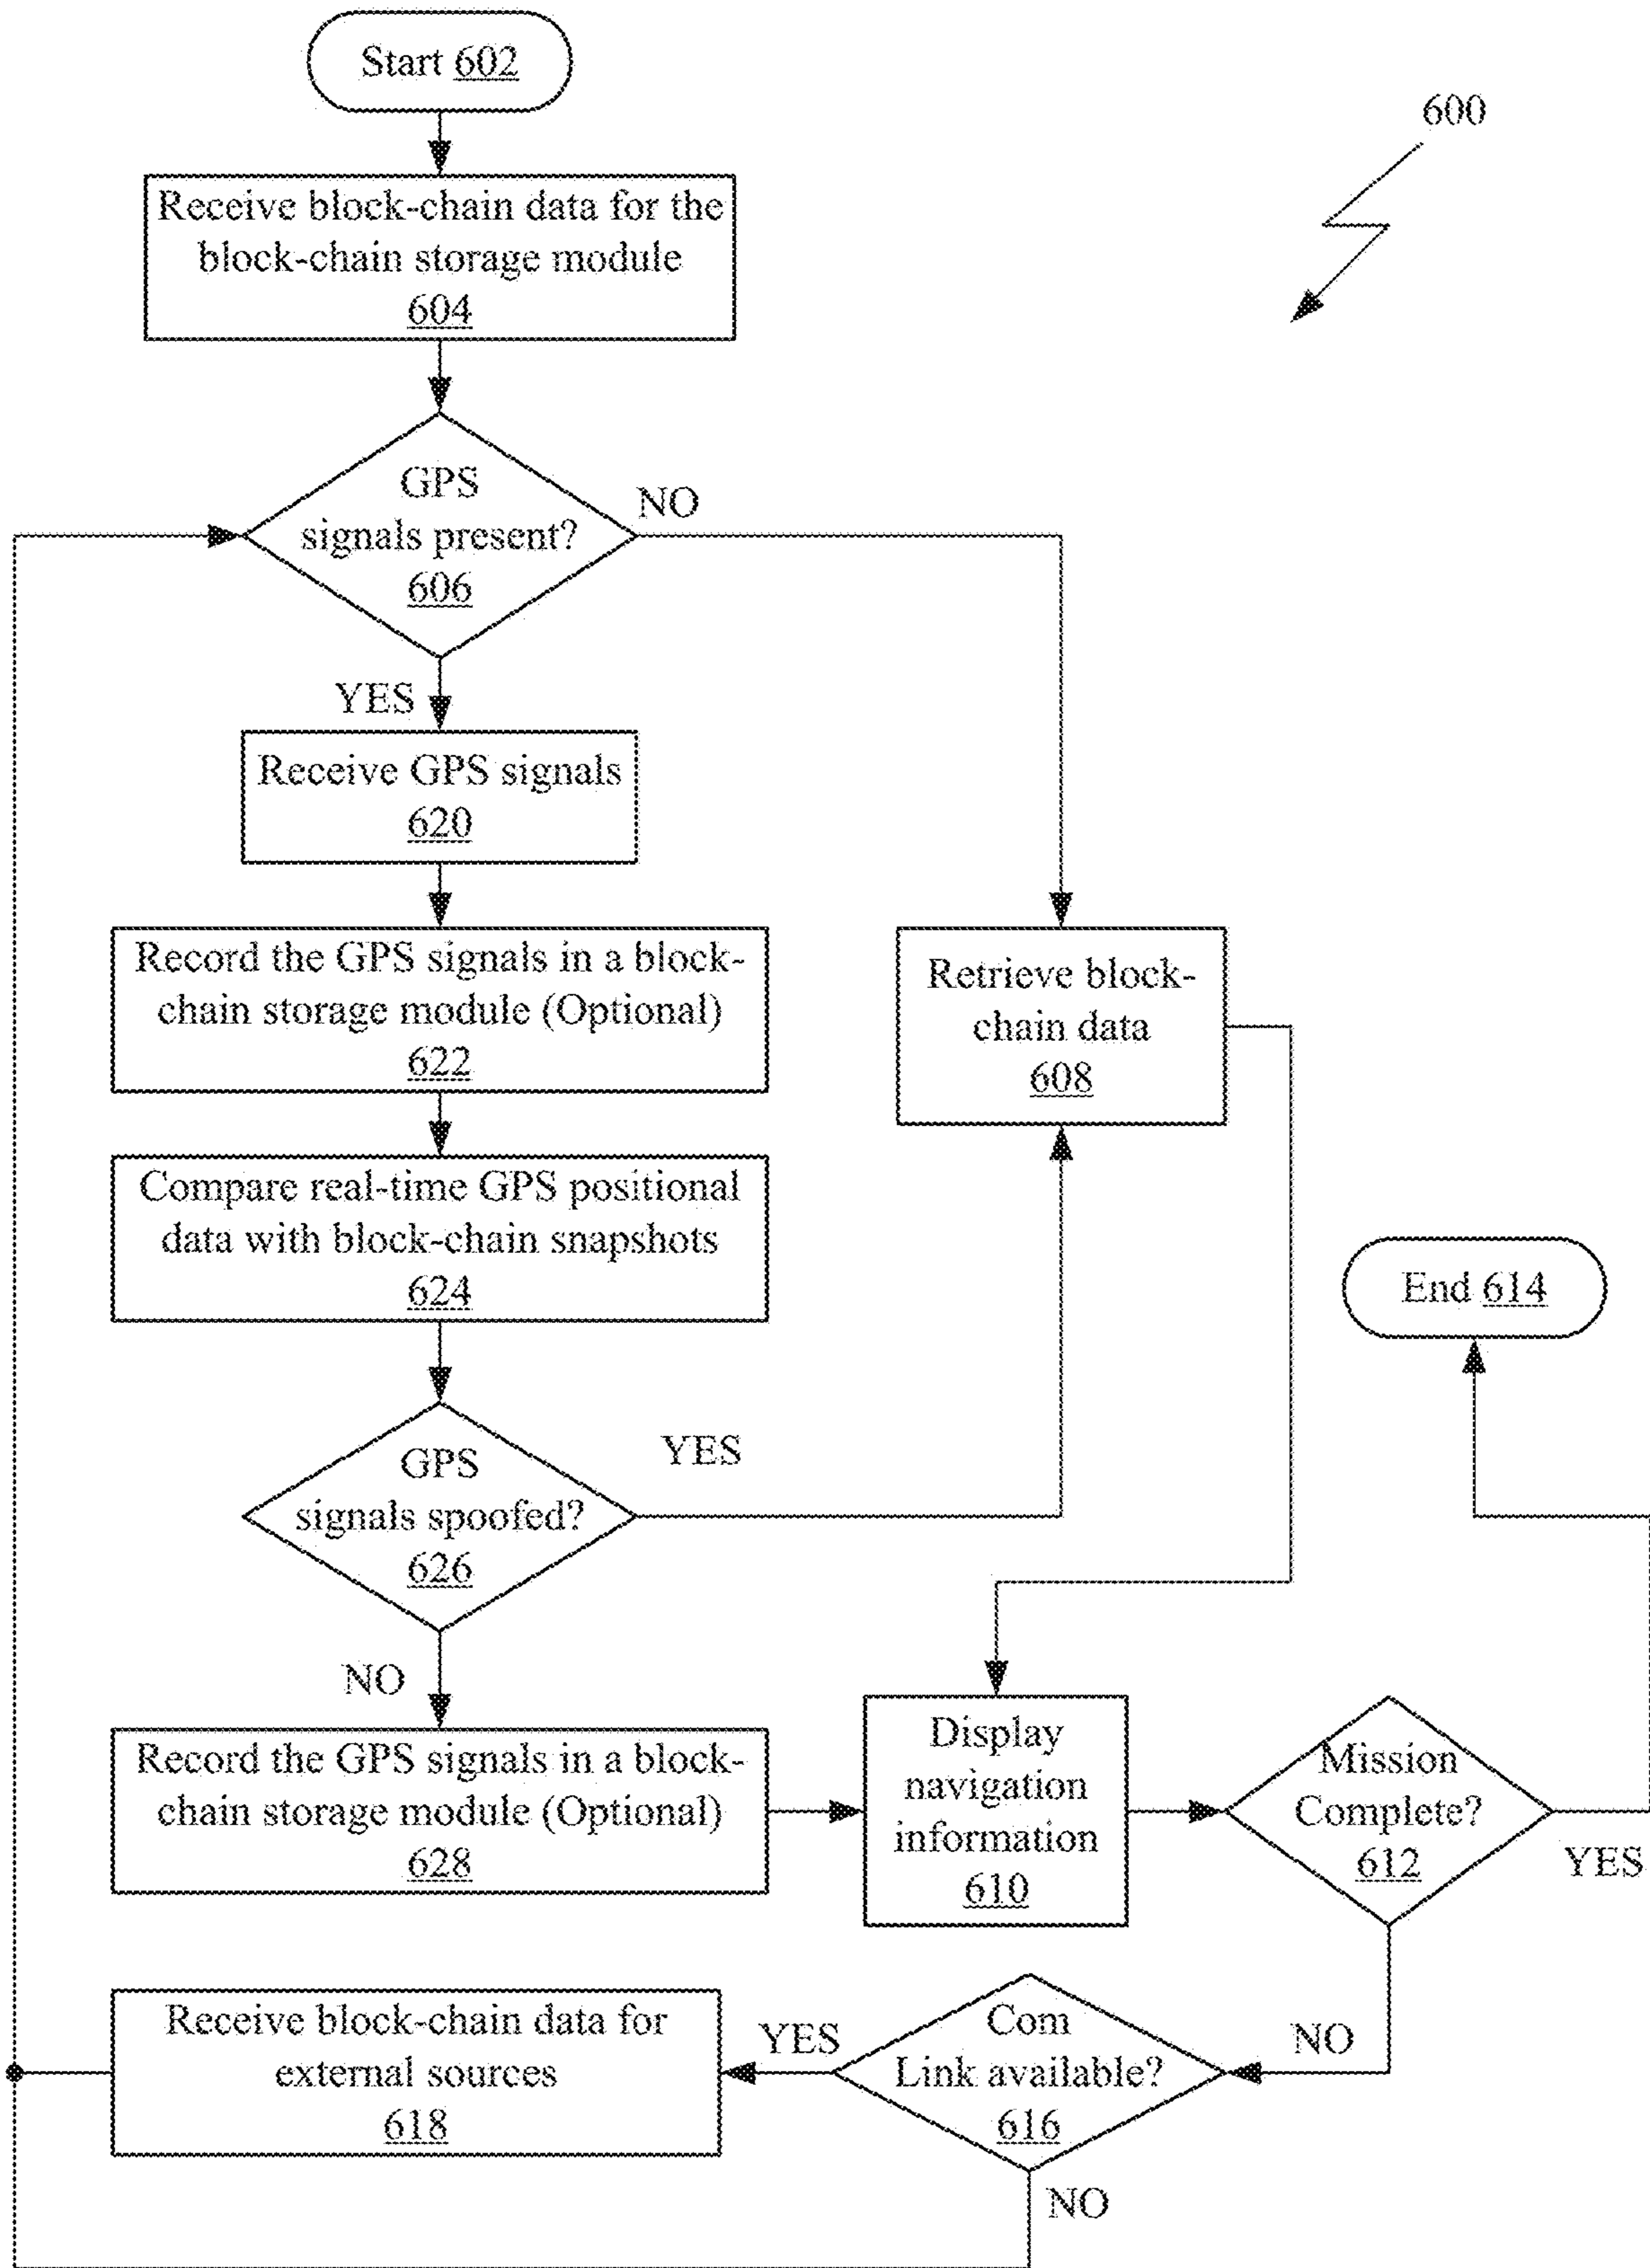 Start 602
600
Receive block-chain data for the
block-chain storage module
604
GPS
signals present?
606
NO
YES
Receive GPS signals
620
Record the GPS signals in a block-
chain storage module (Optional)
622
Retrieve block-
chain data
608
Compare real-time GPS positional
data with block-chain snapshots
624
End 614
GPS
signals spoofed?
626
YES
NO
Record the GPS signals in a block-
chain storage module (Optional)
628
Display
navigation
information
610
Mission
Complete?
612
YES
NO
Com
Link available?
616
YES
NO
Receive block-chain data for
external sources
618